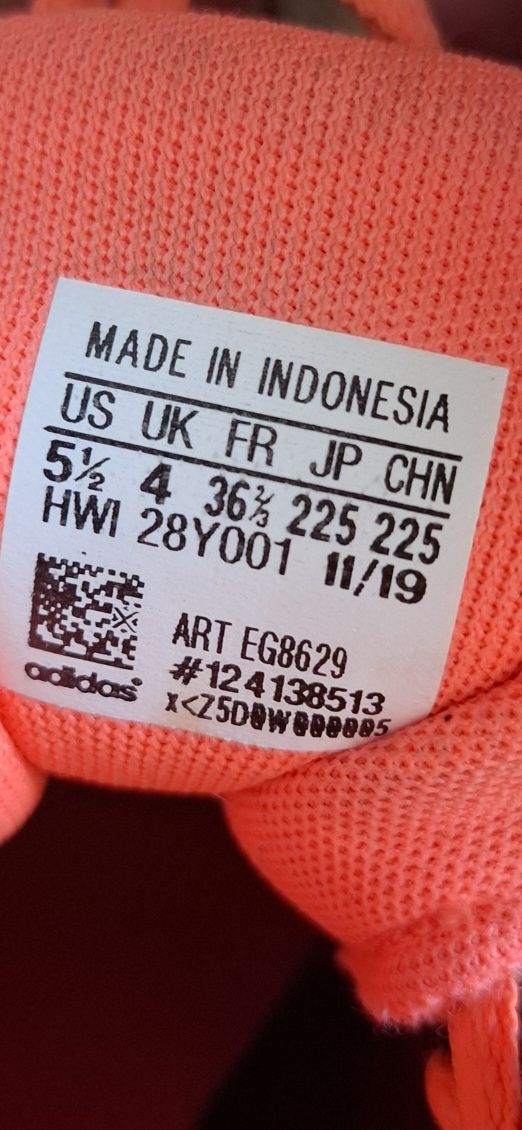 MADE IN INDONESIA
US UK FR JP CHN
5½ 4 36⅔ 225 225
HWI 28Y001 11/19
ART EG8629
#124138513
adidas
x<Z5D0W000005